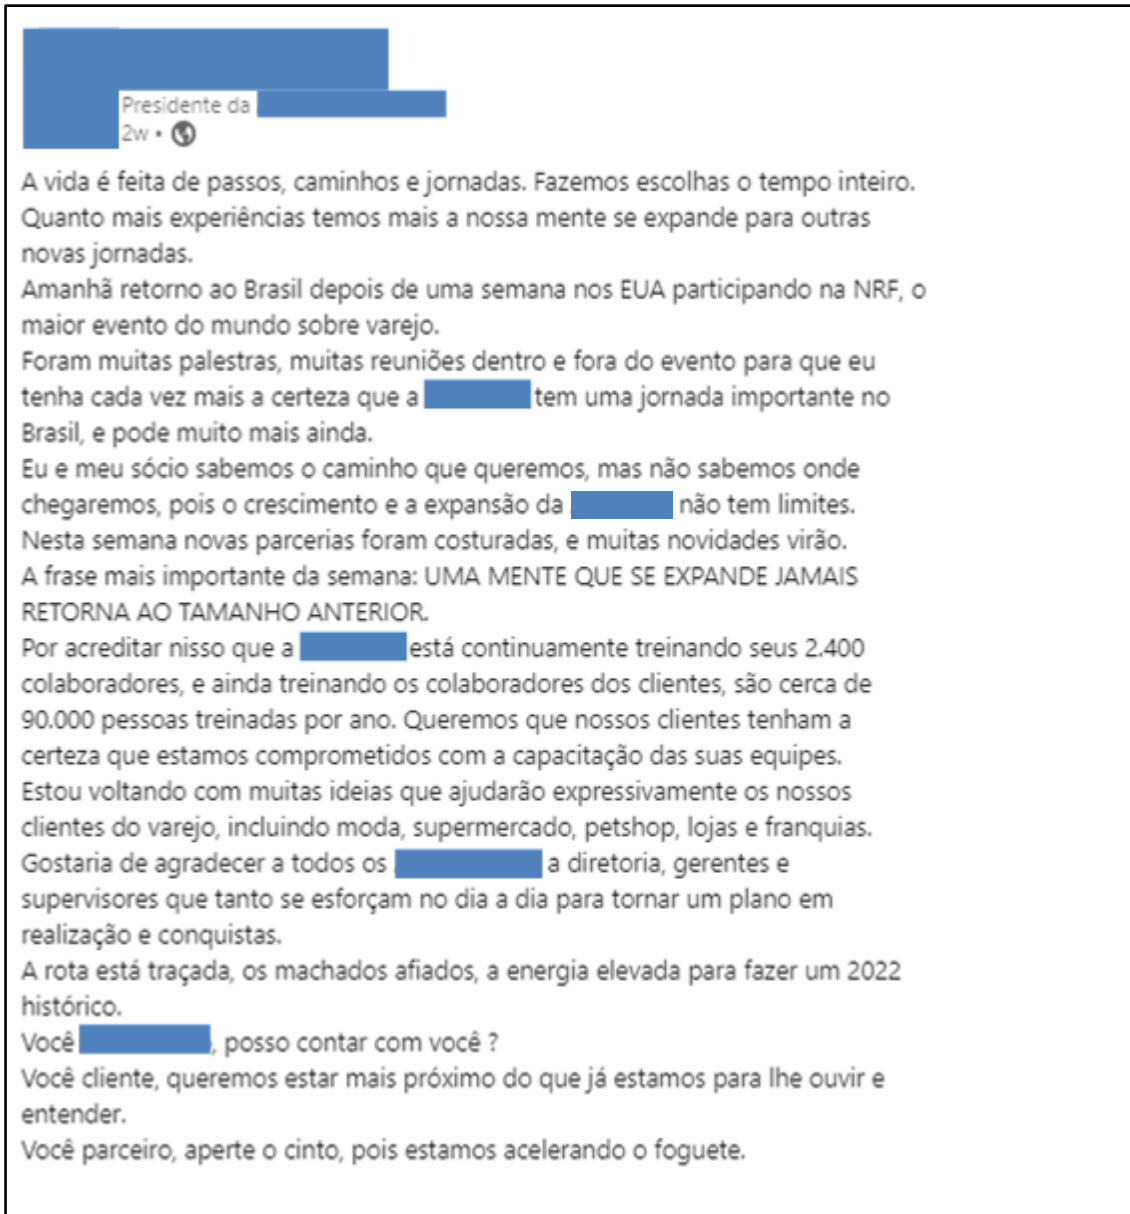 Presidente da
2w •
A vida é feita de passos, caminhos e jornadas. Fazemos escolhas o tempo inteiro.
Quanto mais experiências temos mais a nossa mente se expande para outras
novas jornadas.
Amanhã retorno ao Brasil depois de uma semana nos EUA participando na NRF, o
maior evento do mundo sobre varejo.
Foram muitas palestras, muitas reuniões dentro e fora do evento para que eu
tenha cada vez mais a certeza que a tem uma jornada importante no
Brasil, e pode muito mais ainda.
Eu e meu sócio sabemos o caminho que queremos, mas não sabemos onde
chegaremos, pois o crescimento e a expansão da não tem limites.
Nesta semana novas parcerias foram costuradas, e muitas novidades virão.
A frase mais importante da semana: UMA MENTE QUE SE EXPANDE JAMAIS
RETORNA AO TAMANHO ANTERIOR.
Por acreditar nisso que a está continuamente treinando seus 2.400
colaboradores, e ainda treinando os colaboradores dos clientes, são cerca de
90.000 pessoas treinadas por ano. Queremos que nossos clientes tenham a
certeza que estamos comprometidos com a capacitação das suas equipes.
Estou voltando com muitas ideias que ajudarão expressivamente os nossos
clientes do varejo, incluindo moda, supermercado, petshop, lojas e franquias.
Gostaria de agradecer a todos os a diretoria, gerentes e
supervisores que tanto se esforçam no dia a dia para tornar um plano em
realização e conquistas.
A rota está traçada, os machados afiados, a energia elevada para fazer um 2022
histórico.
Você , posso contar com você ?
Você cliente, queremos estar mais próximo do que já estamos para lhe ouvir e
entender.
Você parceiro, aperte o cinto, pois estamos acelerando o foguete.